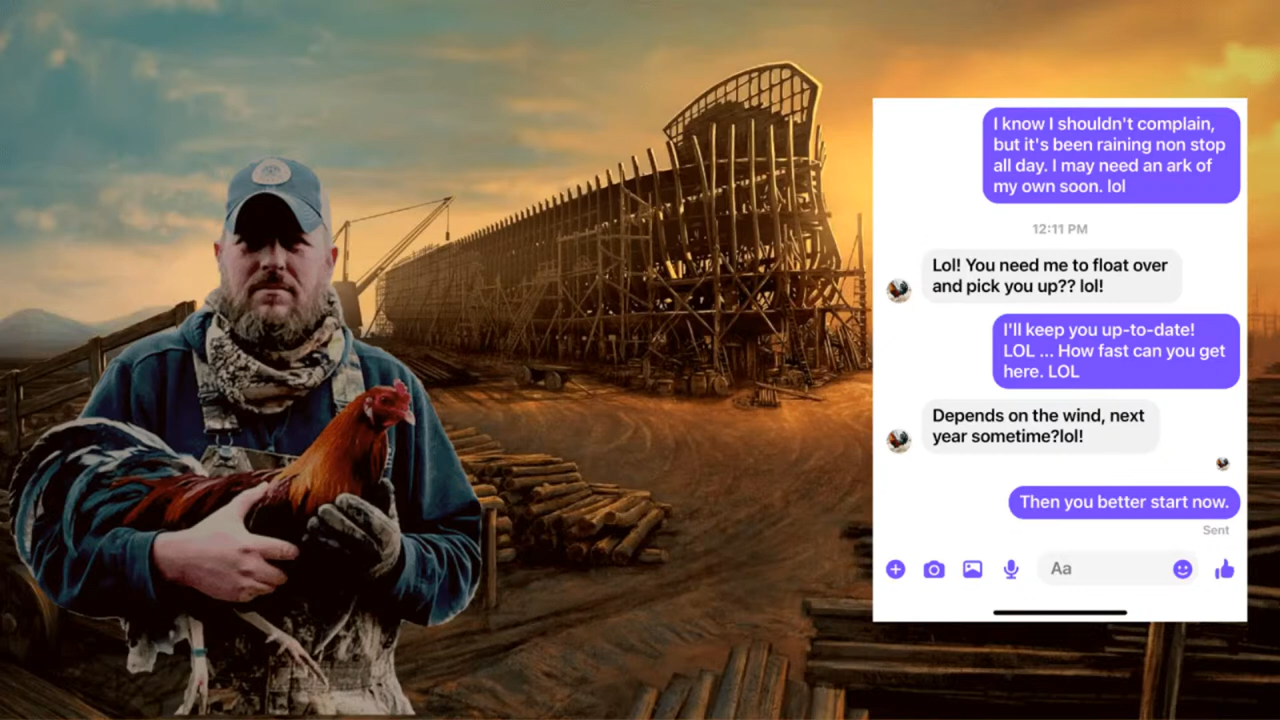 I know I shouldn't complain,
but it's been raining non stop
all day. I may need an ark of
my own soon. lol
12:11 PM
Lol! You need me to float over
and pick you up?? lol!
I'll keep you up-to-date!
LOL ... How fast can you get
here. LOL
Depends on the wind, next
year sometime?lol!
Then you better start now.
Sent
Aa